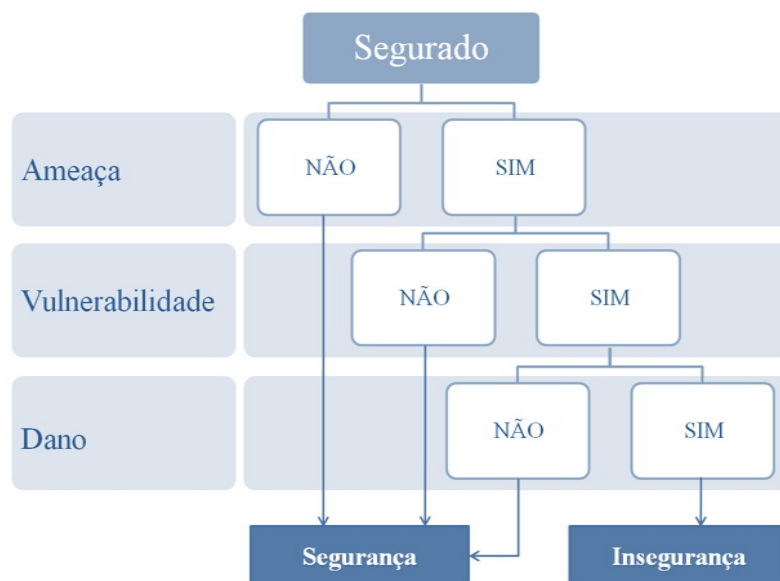 Segurado
Ameaça
NÃO
SIM
Vulnerabilidade
NÃO
SIM
Dano
NÃO
SIM
Segurança
Insegurança